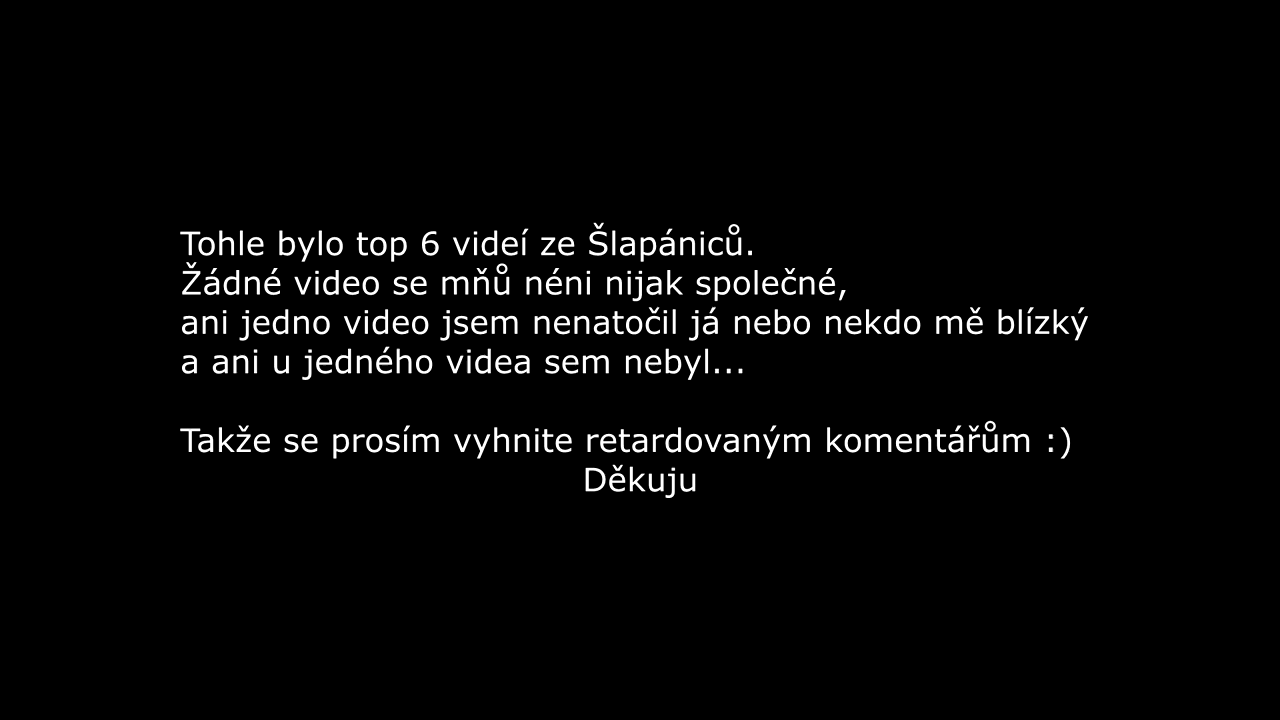 Tohle bylo top 6 videí ze Šlapániců.
Žádné video se mňů néni nijak společné,
ani jedno video jsem nenatočil já nebo nekdo mě blízký
a ani u jedného videa sem nebyl...
Takže se prosím vyhnite retardovaným komentářům :)
Děkuju